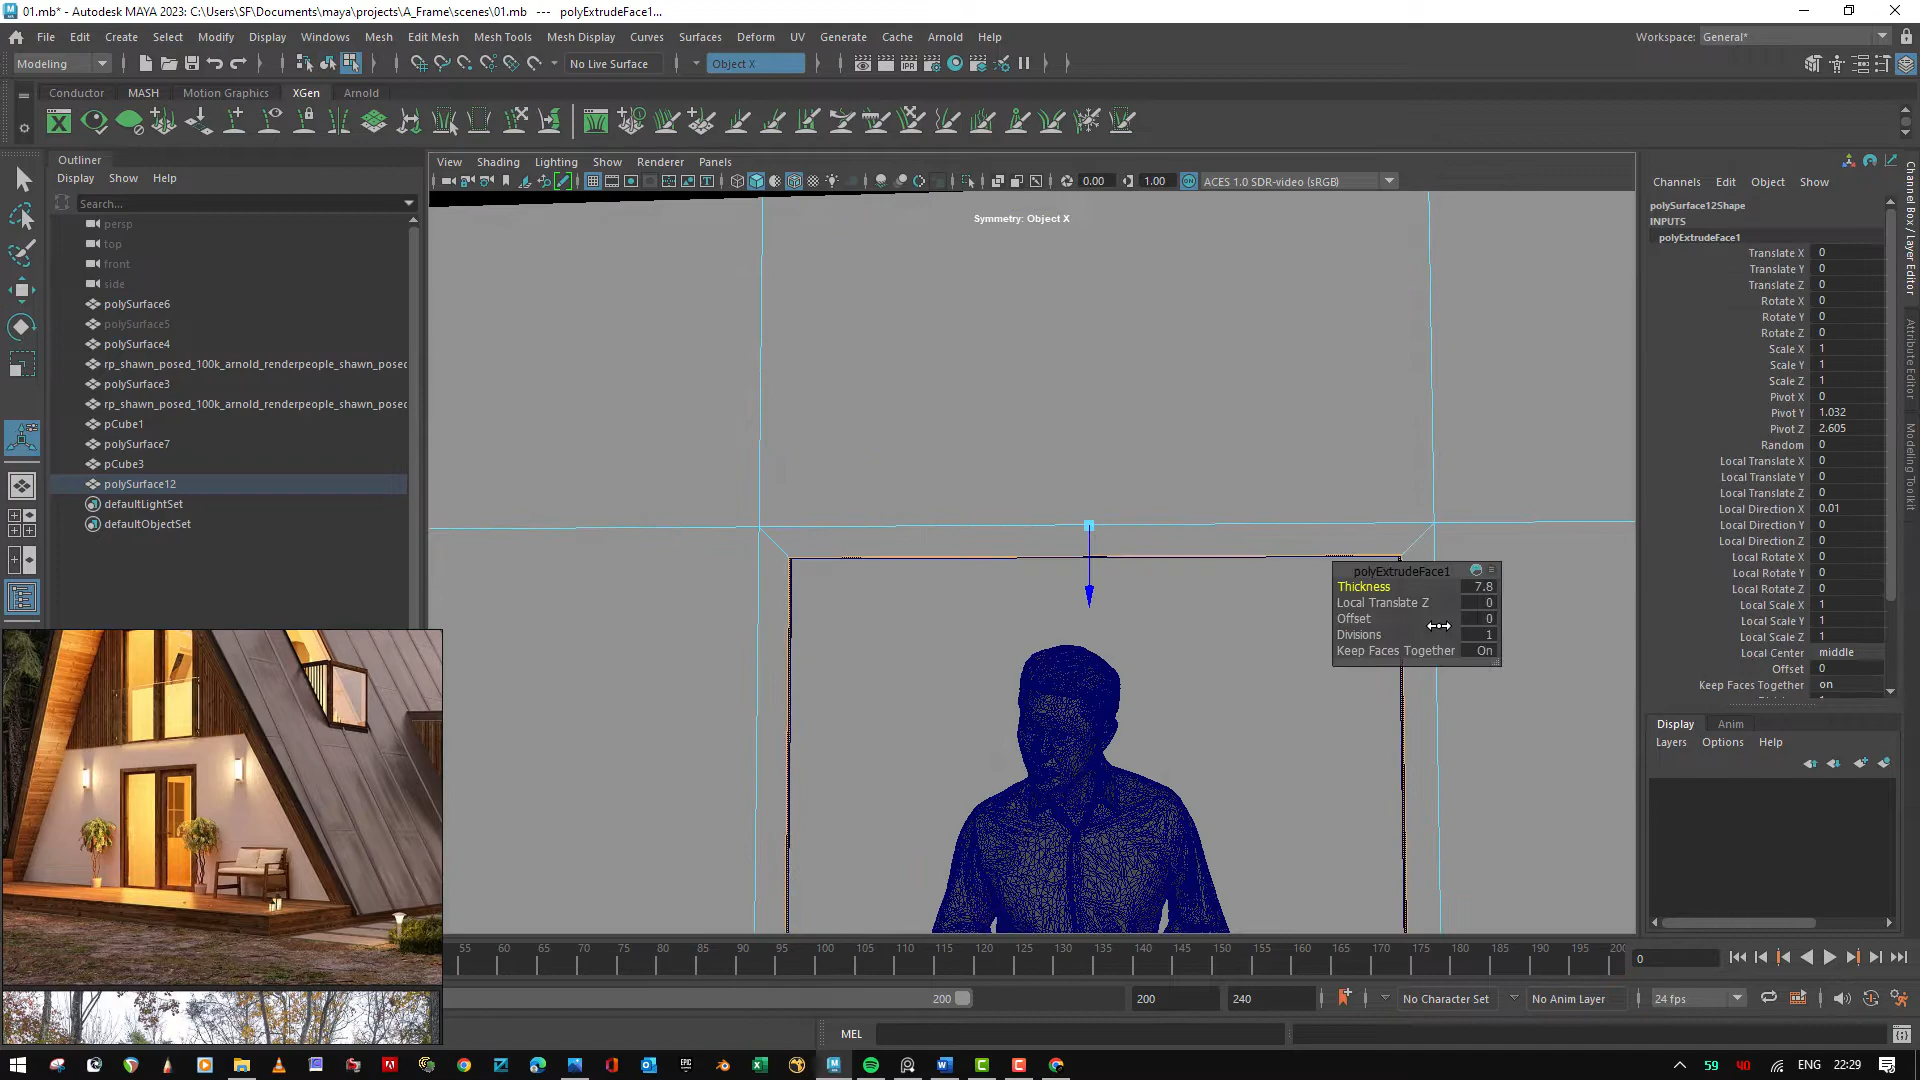 01.mb* - Autodesk MAYA 2023: C:\Users\SF\Documents\maya\projects\A_Frame\scenes\01.mb --- polyExtrudeFace1...
File Edit Create Select Modify Display Windows Mesh Edit Mesh Mesh Tools Mesh Display Curves Surfaces Deform UV Generate Cache Arnold Help
Workspace: General*
Modeling No Live Surface Object X
Conductor MASH Motion Graphics XGen Arnold
Outliner
Display Show Help
Search...
persp
top
front
side
polySurface6
polySurface5
polySurface4
rp_shawn_posed_100k_arnold_renderpeople_shawn_posed
polySurface3
rp_shawn_posed_100k_arnold_renderpeople_shawn_posed
pCube1
polySurface7
pCube3
polySurface12
defaultLightSet
defaultObjectSet
View Shading Lighting Show Renderer Panels
0.00 1.00 ACES 1.0 SDR-video (sRGB)
Symmetry: Object X
polyExtrudeFace1
Thickness 7.8
Local Translate Z 0
Offset 0
Divisions 1
Keep Faces Together On
Channels Edit Object Show
polySurface12Shape
INPUTS
polyExtrudeFace1
Translate X 0
Translate Y 0
Translate Z 0
Rotate X 0
Rotate Y 0
Rotate Z 0
Scale X 1
Scale Y 1
Scale Z 1
Pivot X 0
Pivot Y 1.032
Pivot Z 2.605
Random 0
Local Translate X 0
Local Translate Y 0
Local Translate Z 0
Local Direction X 0.01
Local Direction Y 0
Local Direction Z 0
Local Rotate X 0
Local Rotate Y 0
Local Rotate Z 0
Local Scale X 1
Local Scale Y 1
Local Scale Z 1
Local Center middle
Offset 0
Keep Faces Together on
Display Anim
Layers Options Help
Channel Box / Layer Editor
Attribute Editor
Modeling Toolkit
55 60 65 70 75 80 85 90 95 100 105 110 115 120 125 130 135 140 145 150 155 160 165 170 175 180 185 190 195 200
0
200 200 240 No Character Set No Anim Layer 24 fps
MEL
59 40 ENG 22:29